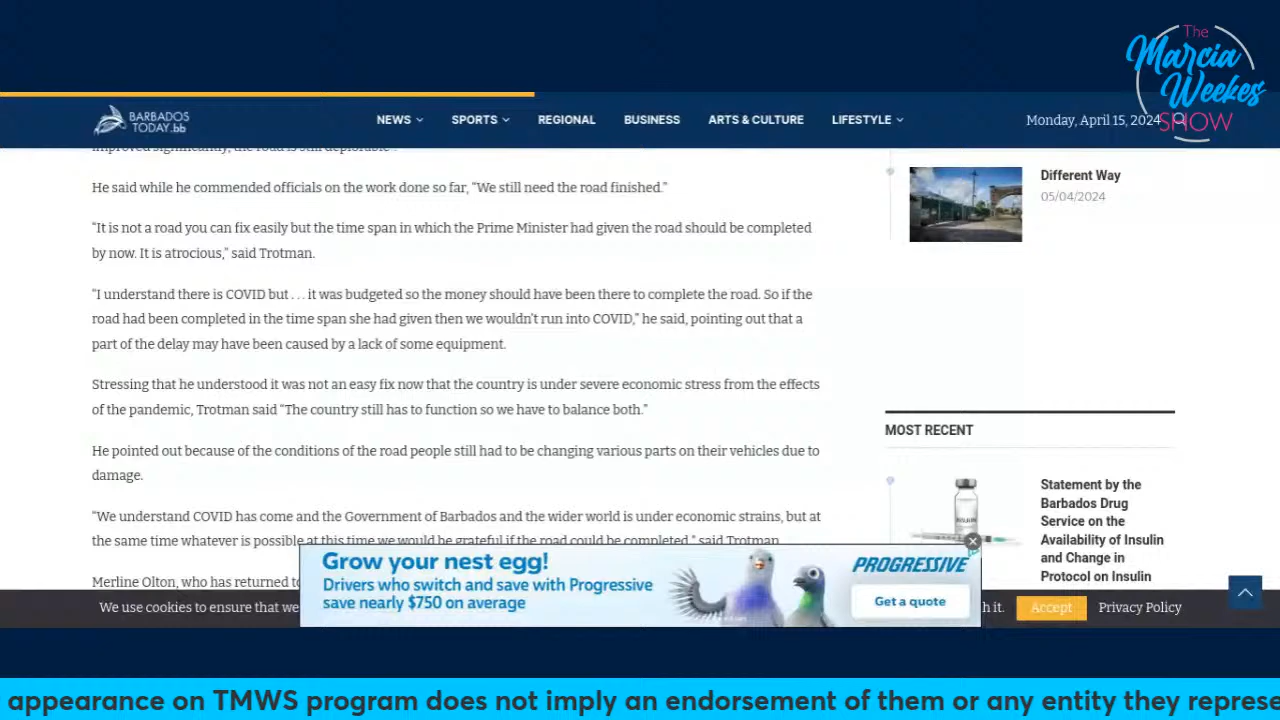 The
Marcia
Weekes
SHOW
BARBADOS
TODAY.bb
NEWS
SPORTS
REGIONAL
BUSINESS
ARTS & CULTURE
LIFESTYLE
Monday, April 15, 2024
improved significantly, the road is still deplorable".
He said while he commended officials on the work done so far, “We still need the road finished.”
“It is not a road you can fix easily but the time span in which the Prime Minister had given the road should be completed
by now. It is atrocious,” said Trotman.
“I understand there is COVID but . . . it was budgeted so the money should have been there to complete the road. So if the
road had been completed in the time span she had given then we wouldn’t run into COVID,” he said, pointing out that a
part of the delay may have been caused by a lack of some equipment.
Stressing that he understood it was not an easy fix now that the country is under severe economic stress from the effects
of the pandemic, Trotman said “The country still has to function so we have to balance both.”
He pointed out because of the conditions of the road people still had to be changing various parts on their vehicles due to
damage.
“We understand COVID has come and the Government of Barbados and the wider world is under economic strains, but at
the same time whatever is possible at this time we would be grateful if the road could be completed,” said Trotman.
Merline Olton, who has returned to
Different Way
05/04/2024
MOST RECENT
INSULIN
Statement by the
Barbados Drug
Service on the
Availability of Insulin
and Change in
Protocol on Insulin
Grow your nest egg!
Drivers who switch and save with Progressive
save nearly $750 on average
PROGRESSIVE
Get a quote
We use cookies to ensure that we
h it.
Accept
Privacy Policy
appearance on TMWS program does not imply an endorsement of them or any entity they represe